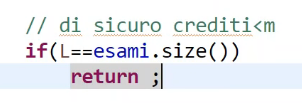 // di sicuro crediti<m
if(L==esami.size())
return ;